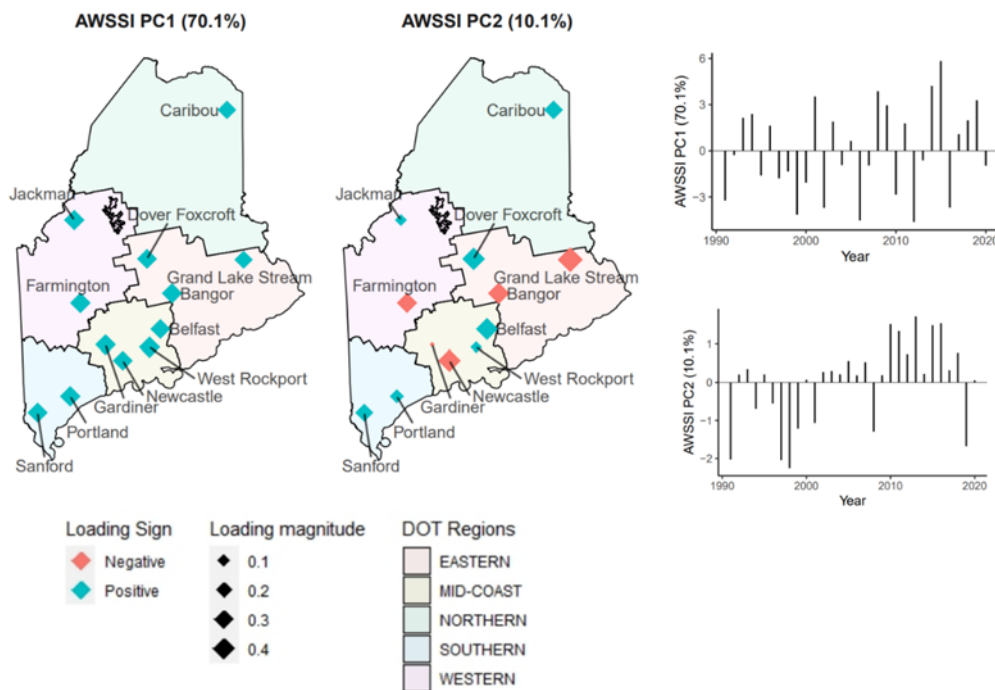 AWSSI PC1 (70.1%)
Caribou
Jackman
Dover Foxcroft
Grand Lake Stream
Farmington
Bangor
Belfast
West Rockport
Newcastle
Gardiner
Portland
Sanford
AWSSI PC2 (10.1%)
Caribou
Jackman
Dover Foxcroft
Grand Lake Stream
Farmington
Bangor
Belfast
West Rockport
Newcastle
Gardiner
Portland
Sanford
AWSSI PC1 (70.1%)
6
3
0
−3
1990
2000
2010
2020
Year
AWSSI PC2 (10.1%)
1
0
−1
−2
1990
2000
2010
2020
Year
Loading Sign
Negative
Positive
Loading magnitude
0.1
0.2
0.3
0.4
DOT Regions
EASTERN
MID-COAST
NORTHERN
SOUTHERN
WESTERN